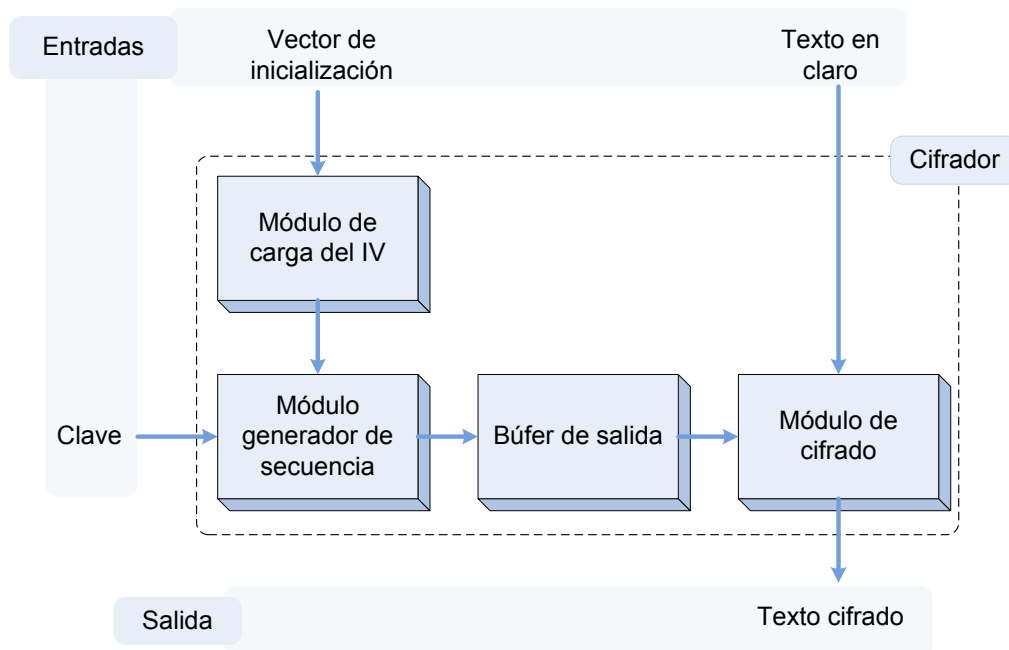 Entradas
Vector de
inicialización
Texto en
claro
Cifrador
Módulo de
carga del IV
Clave
Módulo
generador de
secuencia
Búfer de salida
Módulo de
cifrado
Salida
Texto cifrado